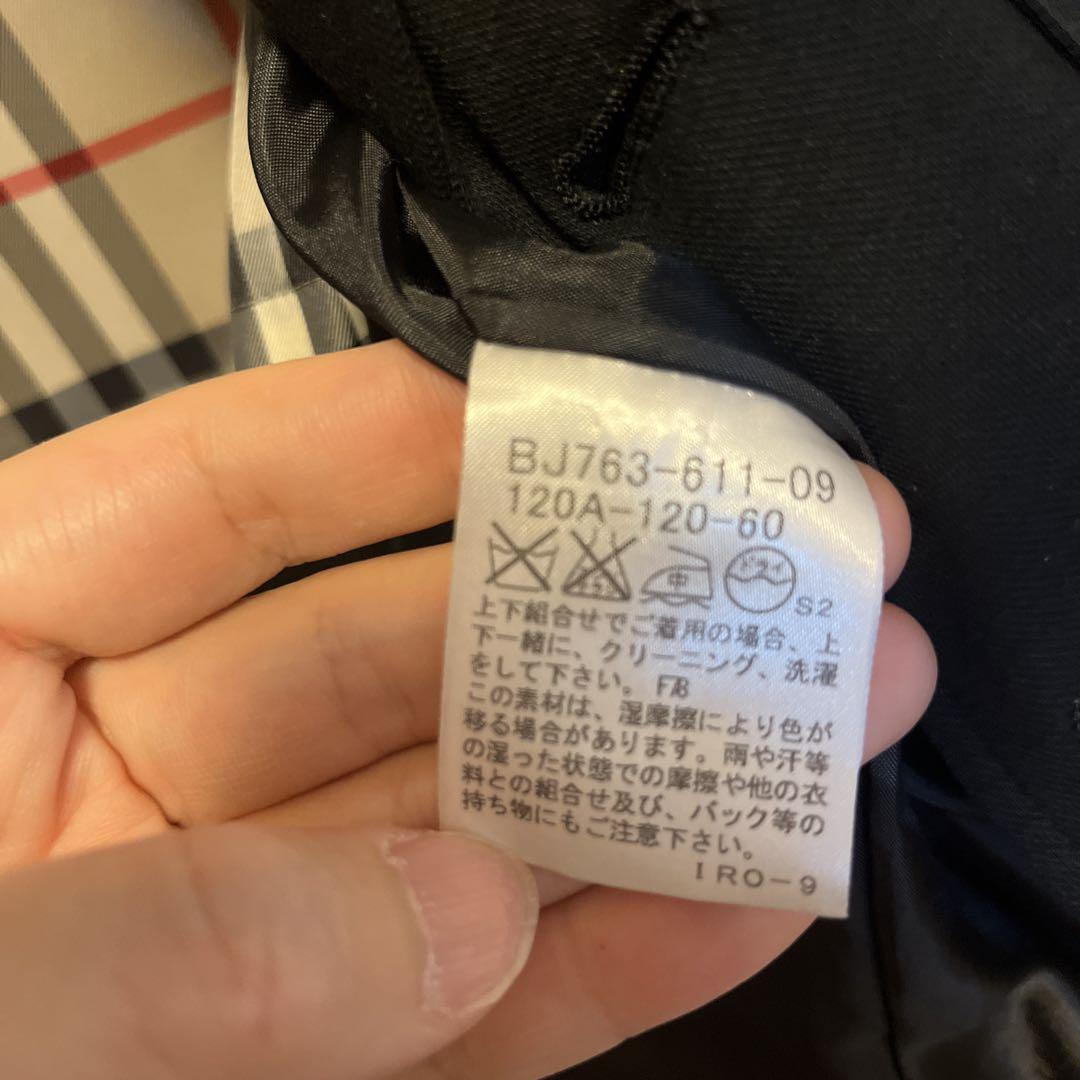 BJ763-611-09
120A-120-60
中 ドライ S2
上下組合せでご着用の場合、上
下一緒に、クリーニング、洗濯
をして下さい。 F7B
この素材は、湿摩擦により色が
移る場合があります。雨や汗等
の湿った状態での摩擦や他の衣
料との組合せ及び、バック等の
持ち物にもご注意下さい。
IRO-9